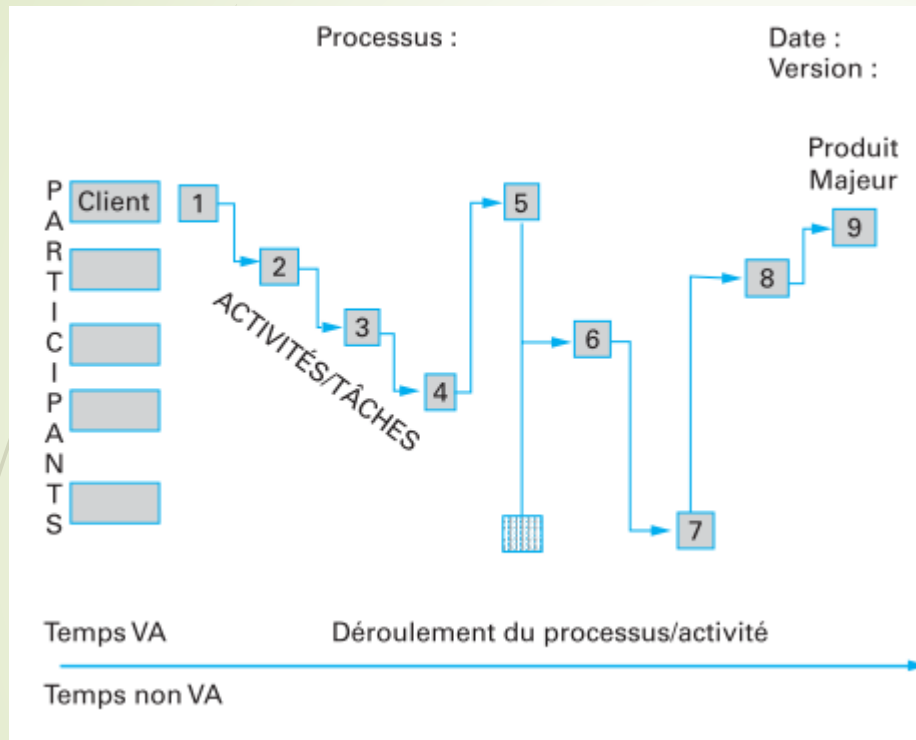 Processus :
Date :
Version :
Produit
Majeur
PARTICIPANTS
Client
1
2
3
4
5
6
7
8
9
ACTIVITÉS/TÂCHES
Temps VA
Déroulement du processus/activité
Temps non VA